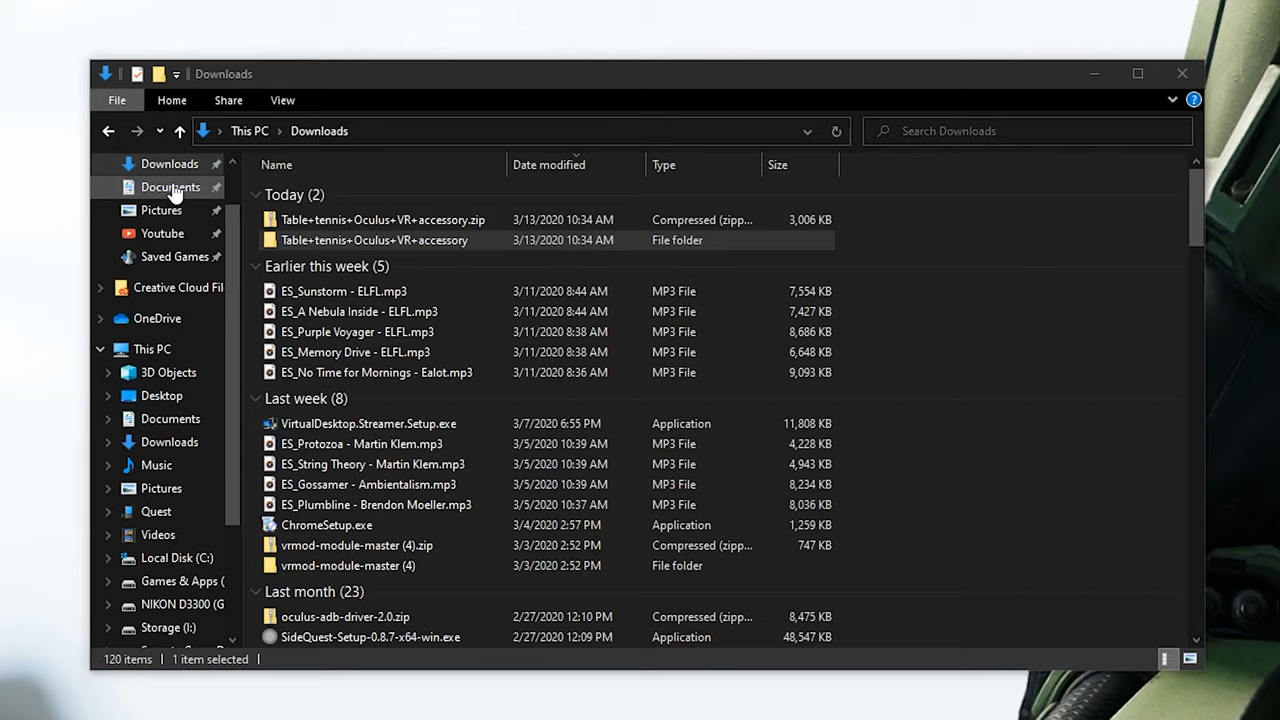 Downloads
File Home Share View
This PC Downloads Search Downloads
Name Date modified Type Size
Downloads
Documents
Pictures
Youtube
Saved Games
Creative Cloud Fil
OneDrive
This PC
3D Objects
Desktop
Documents
Downloads
Music
Pictures
Quest
Videos
Local Disk (C:)
Games & Apps (
NIKON D3300 (G
Storage (I:)
Today (2)
Table+tennis+Oculus+VR+accessory.zip 3/13/2020 10:34 AM Compressed (zipp... 3,006 KB
Table+tennis+Oculus+VR+accessory 3/13/2020 10:34 AM File folder
Earlier this week (5)
ES_Sunstorm - ELFL.mp3 3/11/2020 8:44 AM MP3 File 7,554 KB
ES_A Nebula Inside - ELFL.mp3 3/11/2020 8:44 AM MP3 File 7,427 KB
ES_Purple Voyager - ELFL.mp3 3/11/2020 8:38 AM MP3 File 8,686 KB
ES_Memory Drive - ELFL.mp3 3/11/2020 8:38 AM MP3 File 6,648 KB
ES_No Time for Mornings - Ealot.mp3 3/11/2020 8:36 AM MP3 File 9,093 KB
Last week (8)
VirtualDesktop.Streamer.Setup.exe 3/7/2020 6:55 PM Application 11,808 KB
ES_Protozoa - Martin Klem.mp3 3/5/2020 10:39 AM MP3 File 4,228 KB
ES_String Theory - Martin Klem.mp3 3/5/2020 10:39 AM MP3 File 4,943 KB
ES_Gossamer - Ambientalism.mp3 3/5/2020 10:39 AM MP3 File 8,234 KB
ES_Plumbline - Brendon Moeller.mp3 3/5/2020 10:37 AM MP3 File 8,036 KB
ChromeSetup.exe 3/4/2020 2:57 PM Application 1,259 KB
vrmod-module-master (4).zip 3/3/2020 2:52 PM Compressed (zipp... 747 KB
vrmod-module-master (4) 3/3/2020 2:52 PM File folder
Last month (23)
oculus-adb-driver-2.0.zip 2/27/2020 12:10 PM Compressed (zipp... 8,475 KB
SideQuest-Setup-0.8.7-x64-win.exe 2/27/2020 12:09 PM Application 48,547 KB
120 items 1 item selected